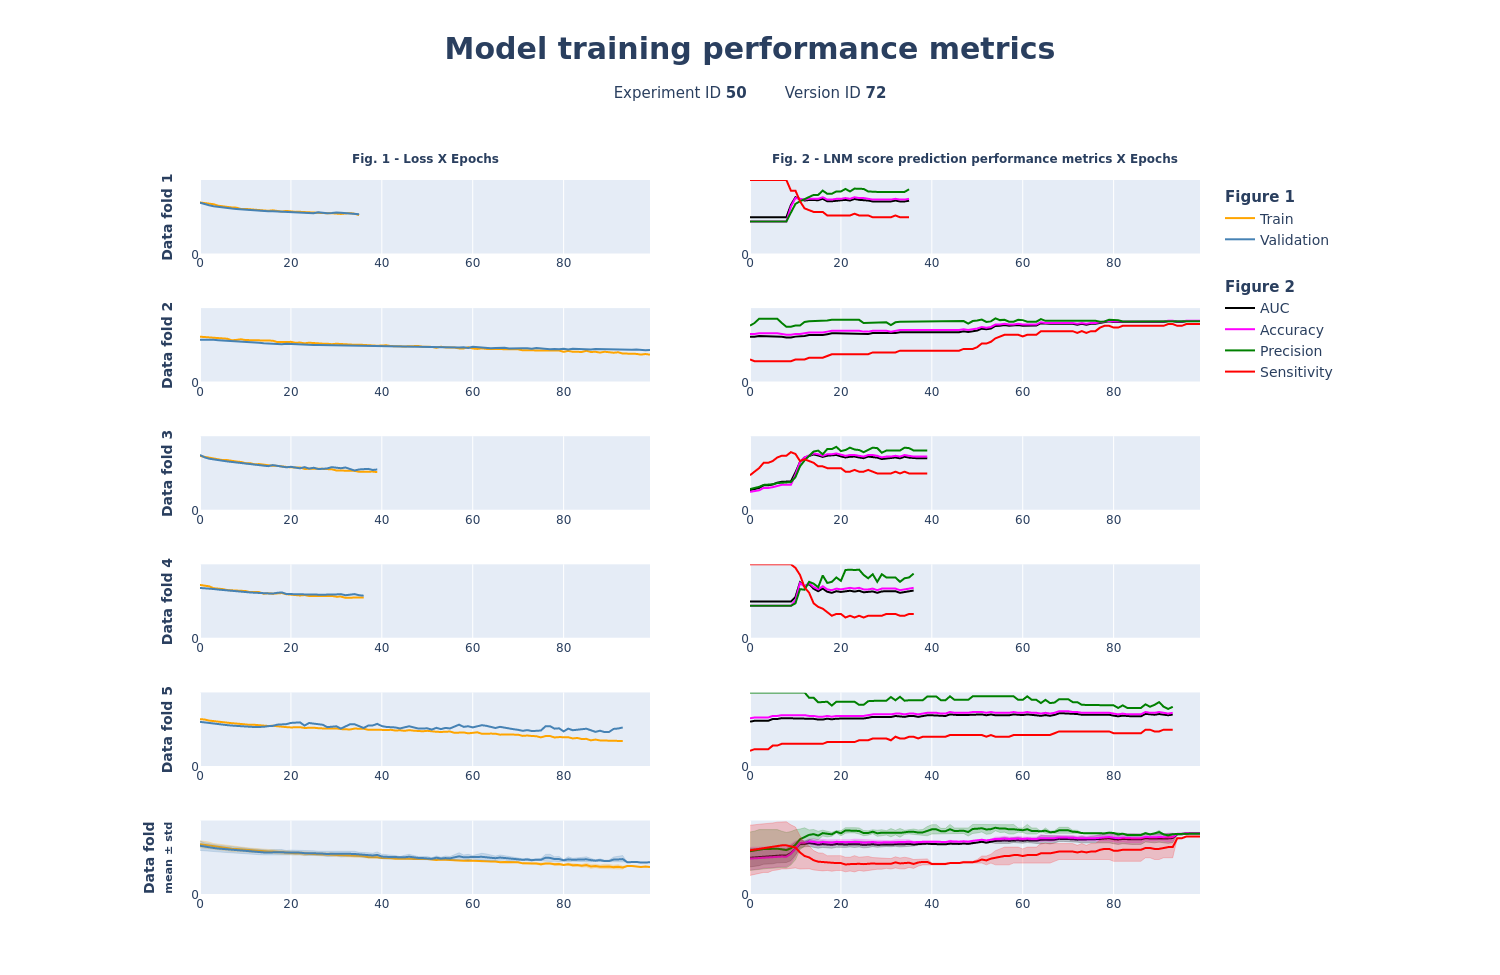 Model training performance metrics
Experiment ID 50 Version ID 72
Fig. 1 - Loss X Epochs
Fig. 2 - LNM score prediction performance metrics X Epochs
Data fold 1
0
0 20 40 60 80
0
0 20 40 60 80
Data fold 2
0
0 20 40 60 80
0
0 20 40 60 80
Data fold 3
0
0 20 40 60 80
0
0 20 40 60 80
Data fold 4
0
0 20 40 60 80
0
0 20 40 60 80
Data fold 5
0
0 20 40 60 80
0
0 20 40 60 80
Data fold
mean ± std
0
0 20 40 60 80
0
0 20 40 60 80
Figure 1
Train
Validation
Figure 2
AUC
Accuracy
Precision
Sensitivity